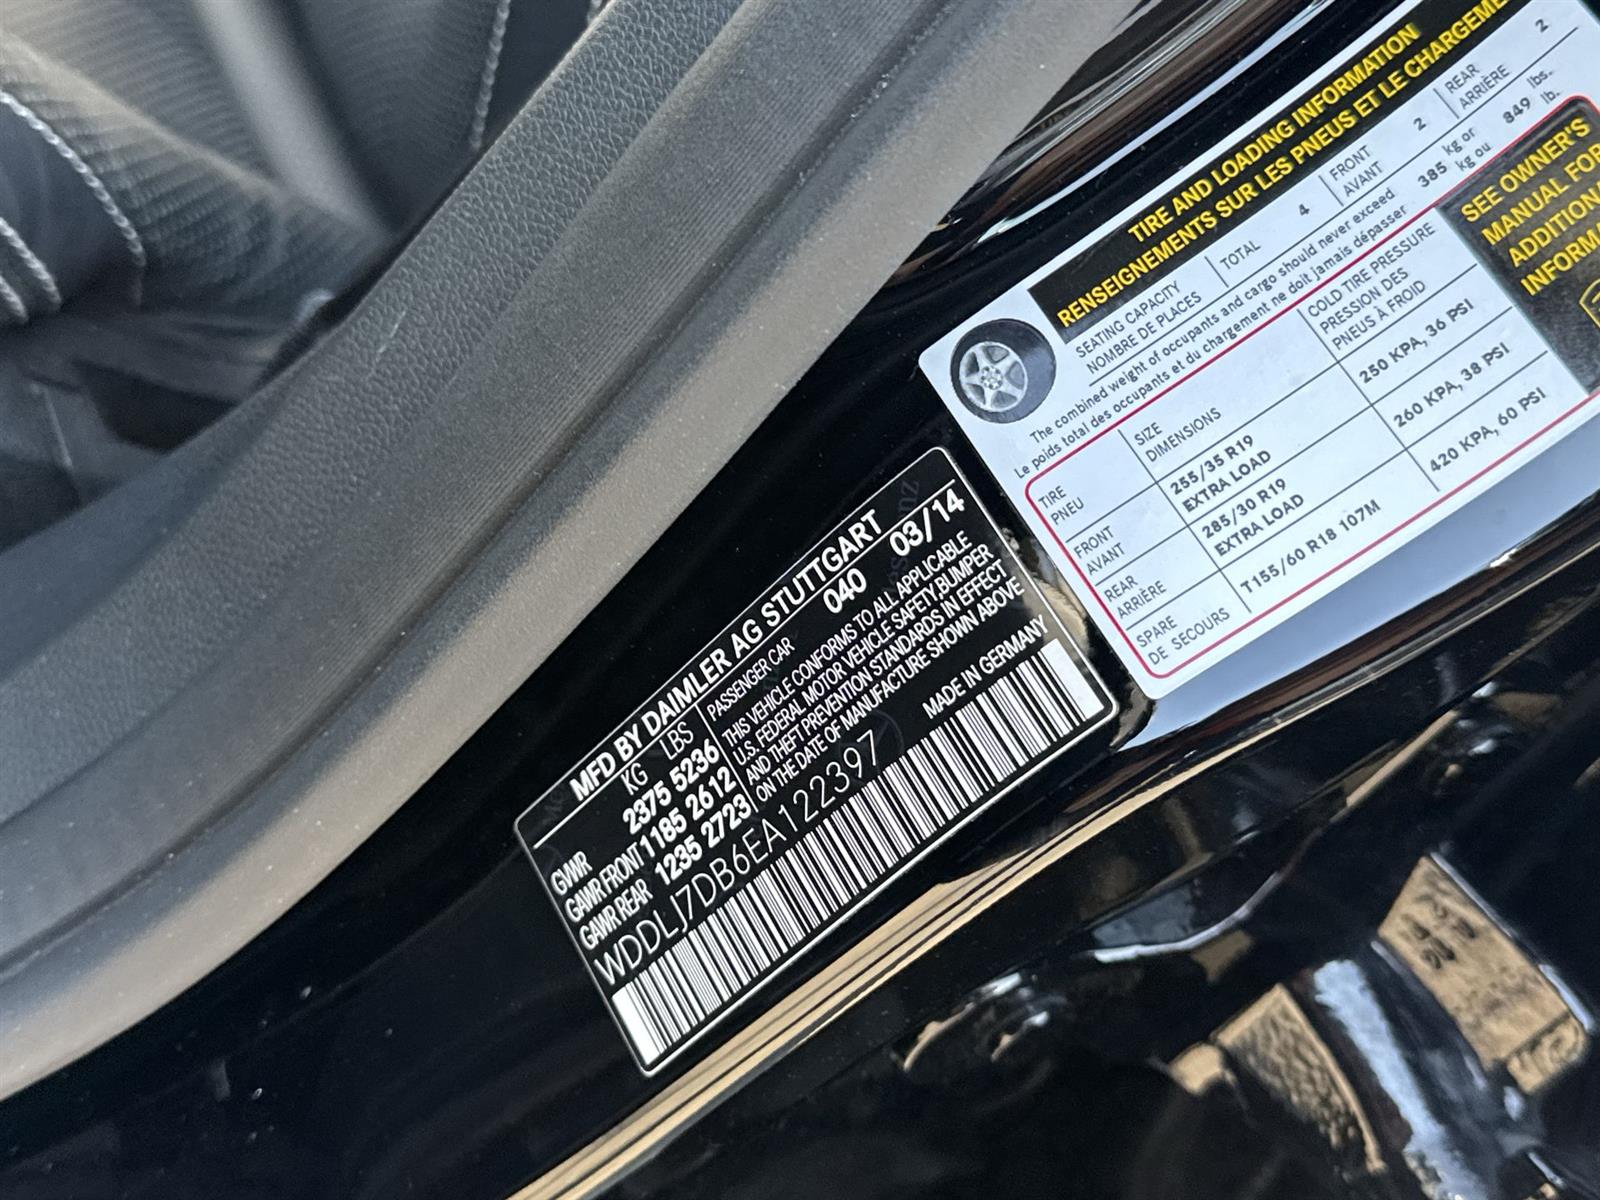 TIRE AND LOADING INFORMATION
RENSEIGNEMENTS SUR LES PNEUS ET LE CHARGEMENT
SEATING CAPACITY
NOMBRE DE PLACES
TOTAL 4
FRONT
AVANT
2
REAR
ARRIÈRE
2
The combined weight of occupants and cargo should never exceed 385 kg or 849 lbs.
Le poids total des occupants et du chargement ne doit jamais dépasser kg ou lb.
TIRE
PNEU
SIZE
DIMENSIONS
COLD TIRE PRESSURE
PRESSION DES
PNEUS À FROID
FRONT
AVANT
255/35 R19
EXTRA LOAD
250 KPA, 36 PSI
REAR
ARRIÈRE
285/30 R19
EXTRA LOAD
260 KPA, 38 PSI
SPARE
DE SECOURS
T155/60 R18 107M
420 KPA, 60 PSI
SEE OWNER'S
MANUAL FOR
MFD BY DAIMLER AG STUTTGART
KG LBS
GVWR 2375 5236
GAWR FRONT 1185 2612
GAWR REAR 1235 2723
PASSENGER CAR 040 03/14
THIS VEHICLE CONFORMS TO ALL APPLICABLE
U.S. FEDERAL MOTOR VEHICLE SAFETY,BUMPER
AND THEFT PREVENTION STANDARDS IN EFFECT
ON THE DATE OF MANUFACTURE SHOWN ABOVE
MADE IN GERMANY
WDDLJ7DB6EA122397